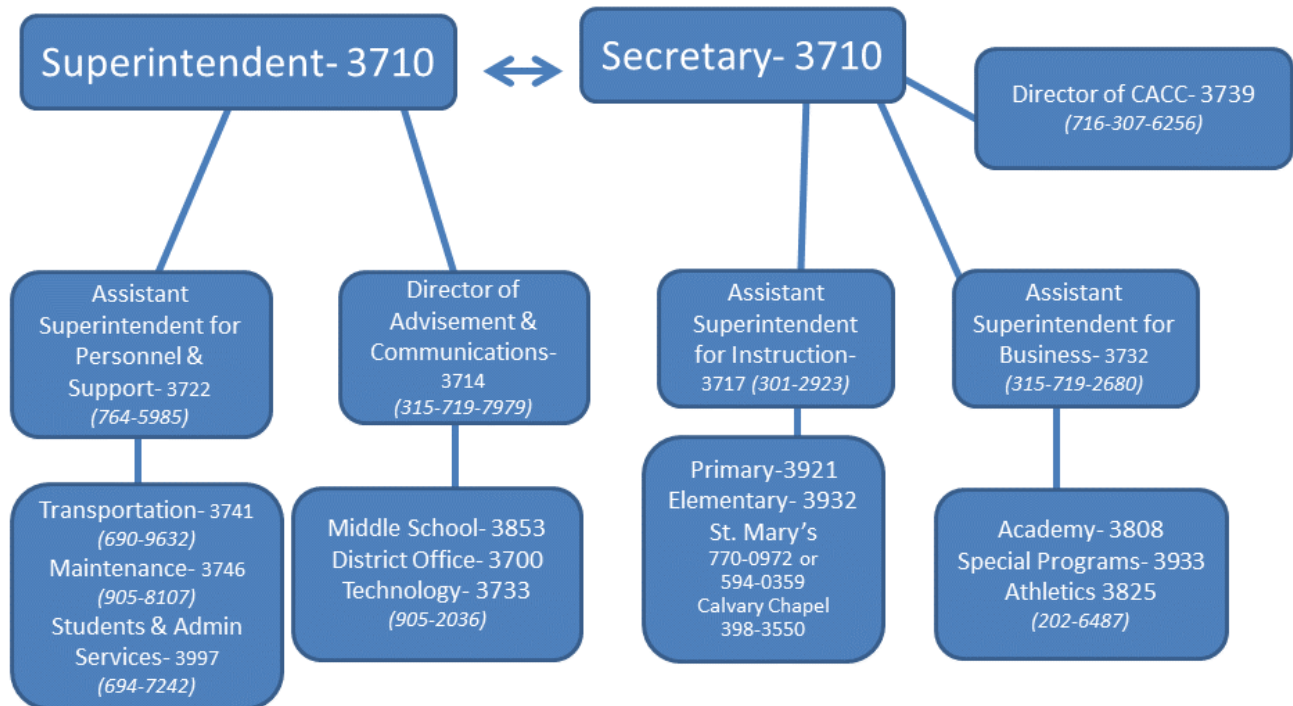 Superintendent- 3710
Secretary- 3710
Director of CACC- 3739
(716-307-6256)
Assistant
Superintendent for
Personnel &
Support- 3722
(764-5985)
Director of
Advisement &
Communications-
3714
(315-719-7979)
Assistant
Superintendent
for Instruction-
3717 (301-2923)
Assistant
Superintendent for
Business- 3732
(315-719-2680)
Transportation- 3741
(690-9632)
Maintenance- 3746
(905-8107)
Students & Admin
Services- 3997
(694-7242)
Middle School- 3853
District Office- 3700
Technology- 3733
(905-2036)
Primary-3921
Elementary- 3932
St. Mary’s
770-0972 or
594-0359
Calvary Chapel
398-3550
Academy- 3808
Special Programs- 3933
Athletics 3825
(202-6487)